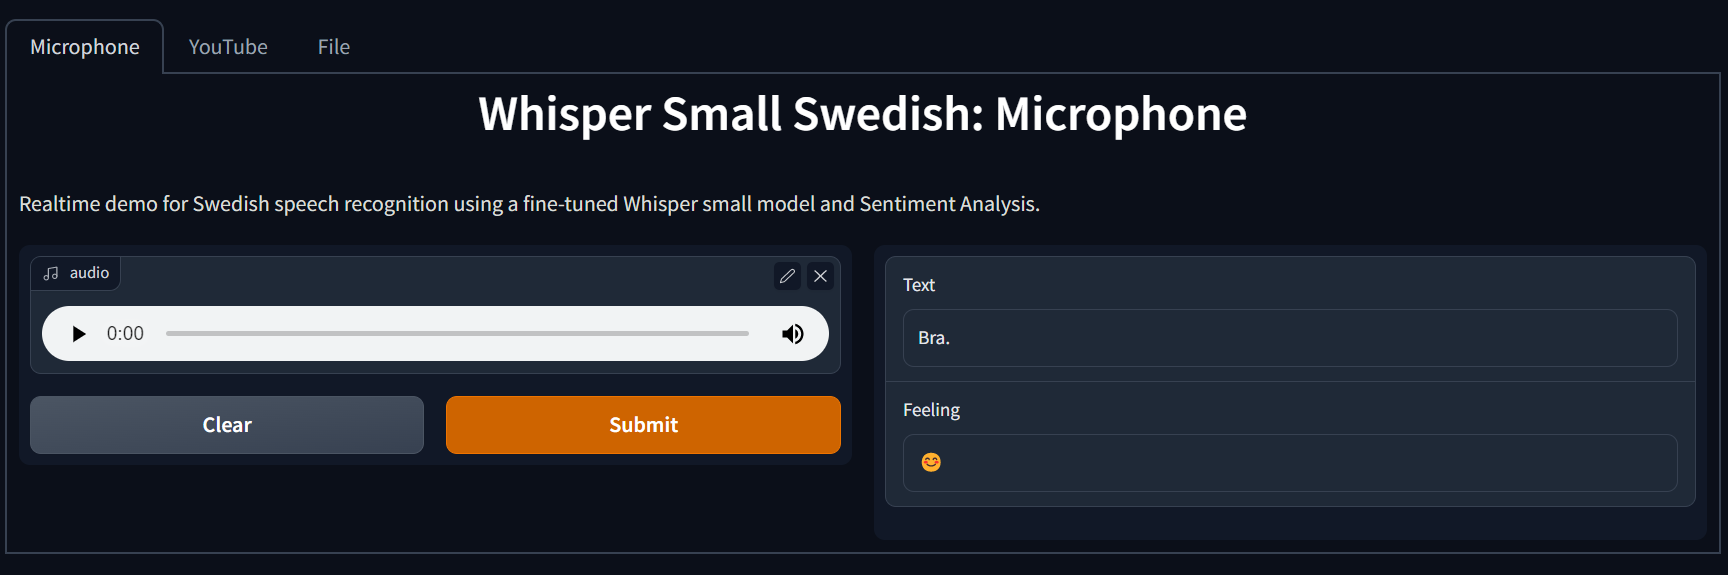 Microphone
YouTube
File
Whisper Small Swedish: Microphone
Realtime demo for Swedish speech recognition using a fine-tuned Whisper small model and Sentiment Analysis.
audio
0:00
Clear
Submit
Text
Bra.
Feeling
😊